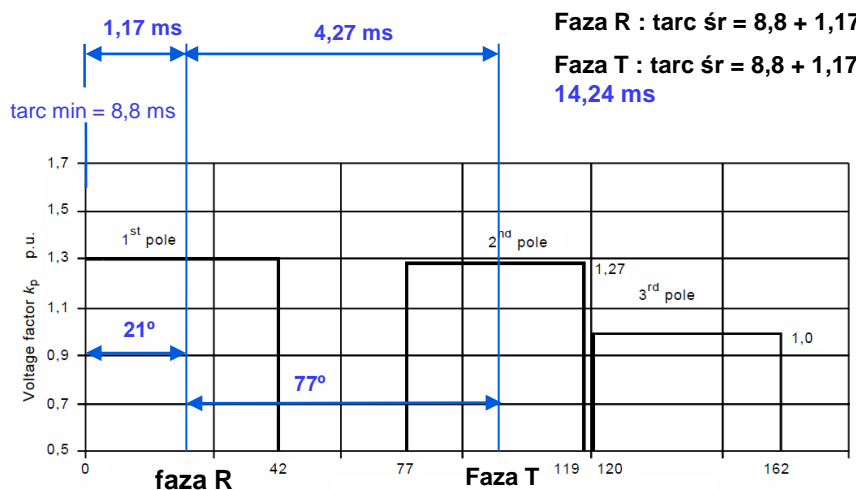 1,17 ms
4,27 ms
Faza R : tarc śr = 8,8 + 1,17
Faza T : tarc śr = 8,8 + 1,17
14,24 ms
tarc min = 8,8 ms
1,7
1,5
1,3
1,1
0,9
0,7
0,5
Voltage factor kp p.u.
1st pole
2nd pole
1,27
3rd pole
1,0
21º
77º
0
42
77
119
120
162
faza R
Faza T